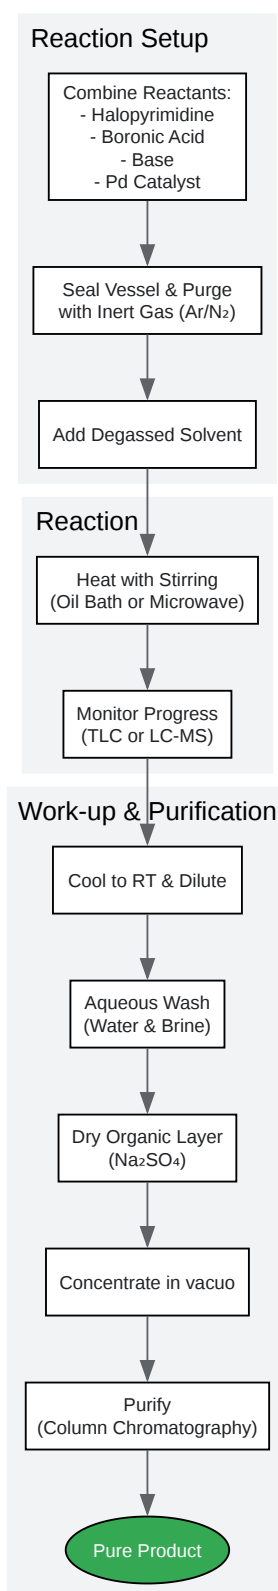 Reaction Setup
Combine Reactants:
- Halopyrimidine
- Boronic Acid
- Base
- Pd Catalyst
Seal Vessel & Purge
with Inert Gas (Ar/N₂)
Add Degassed Solvent
Reaction
Heat with Stirring
(Oil Bath or Microwave)
Monitor Progress
(TLC or LC-MS)
Work-up & Purification
Cool to RT & Dilute
Aqueous Wash
(Water & Brine)
Dry Organic Layer
(Na₂SO₄)
Concentrate in vacuo
Purify
(Column Chromatography)
Pure Product